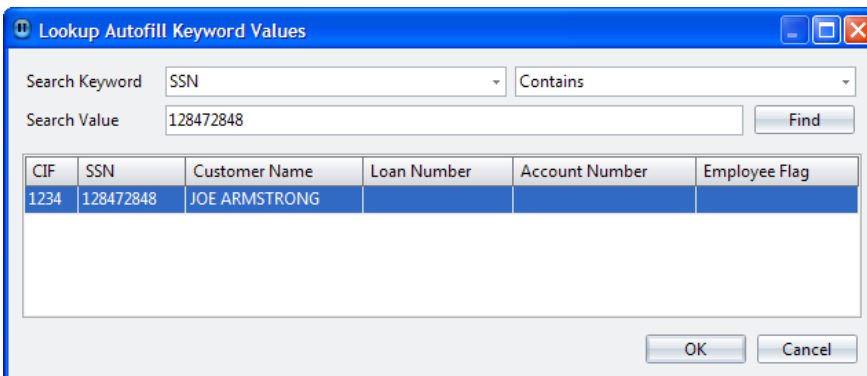 Lookup Autofill Keyword Values
Search Keyword SSN Contains
Search Value 128472848 Find
CIF SSN Customer Name Loan Number Account Number Employee Flag
1234 128472848 JOE ARMSTRONG
OK Cancel